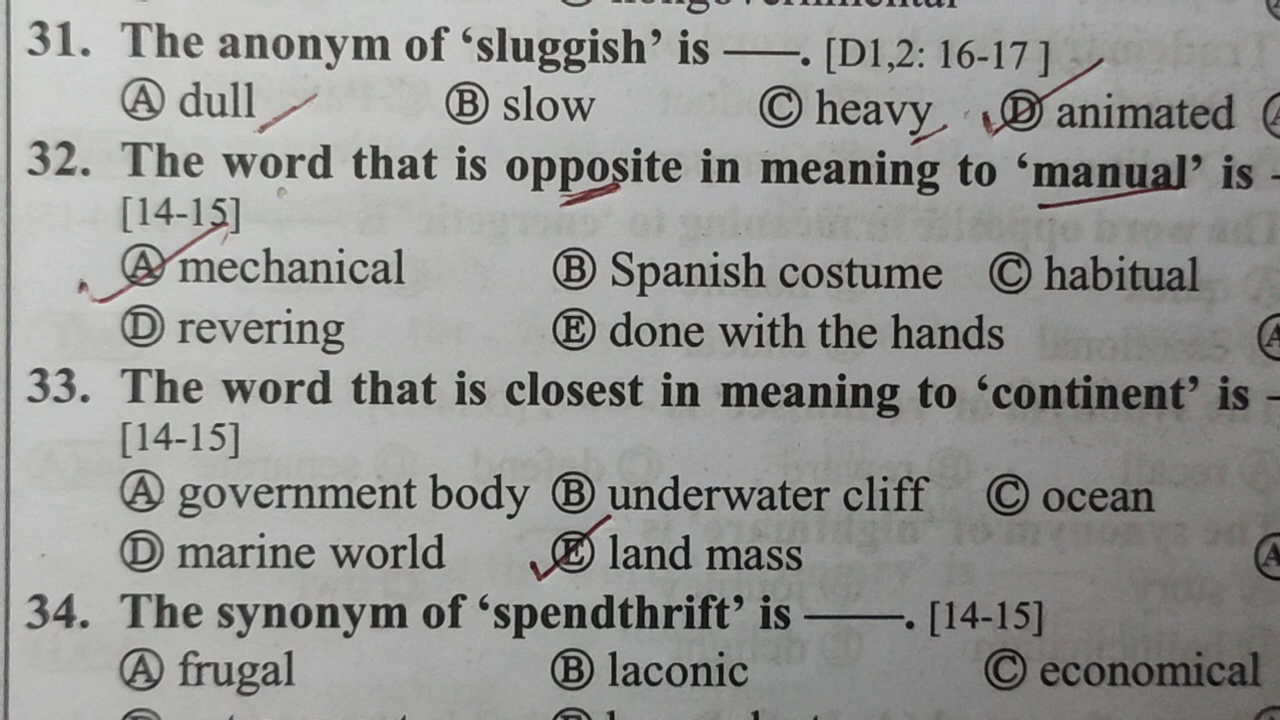 31. The anonym of ‘sluggish’ is ——. [D1,2: 16-17 ]
Ⓐ dull Ⓑ slow Ⓒ heavy Ⓓ animated
32. The word that is opposite in meaning to ‘manual’ is -
[14-15]
Ⓐ mechanical Ⓑ Spanish costume Ⓒ habitual
Ⓓ revering Ⓔ done with the hands
33. The word that is closest in meaning to ‘continent’ is -
[14-15]
Ⓐ government body Ⓑ underwater cliff Ⓒ ocean
Ⓓ marine world Ⓔ land mass
34. The synonym of ‘spendthrift’ is ——. [14-15]
Ⓐ frugal Ⓑ laconic Ⓒ economical